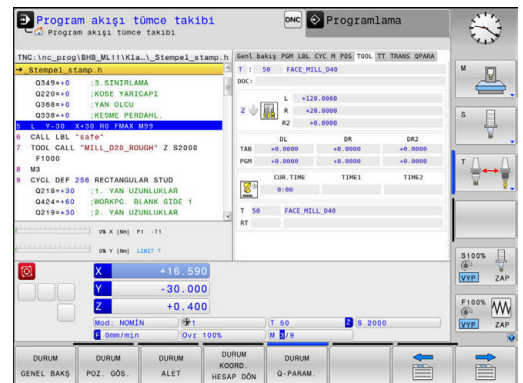 Program akışı tümce takibi
Program akışı tümce takibi
DNC
Programlama
TNC:\nc_prog\BHB_ML11\Kla…\_Stempel_stamp.h
→_Stempel_stamp.h
Q349=+0 ;3.SINIRLAMA
Q220=+0 ;KOSE YARICAPI
Q368=+0 ;YAN OLCU
Q338=+0 ;KESME PERDAHL.
5 L Y-30 X+30 R0 FMAX M99
6 CALL LBL "safe"
7 TOOL CALL "MILL_D20_ROUGH" Z S2000
F1000
8 M3
9 CYCL DEF 256 RECTANGULAR STUD
Q218=+30 ;1. YAN UZUNLUKLAR
Q424=+60 ;WORKPC. BLANK SIDE 1
Q219=+30 ;2. YAN UZUNLUKLAR
0% X [Nm] P1 -T1
0% Y [Nm] LIMIT ?
Genl bakış PGM LBL CYC M POS TOOL TT TRANS QPARA
T : 50 FACE_MILL_D40
DOC:
Z L +120.0000
R +20.0000
R2 +0.0000
DL DR DR2
TAB +0.0000 +0.0000 +0.0000
PGM +0.0000 +0.0000 +0.0000
CUR.TIME TIME1 TIME2
0:00
T 50 FACE_MILL_D40
RT
X +16.590
Y -30.000
Z +0.400
Mod: NOMİN 1 T 50 Z S 2000
F 0mm/min Ovr 100% M 5/9
M
S
T
S100%
VYP ZAP
F100%
VYP ZAP
DURUM GENEL BAKŞ
DURUM POZ. GÖS.
DURUM ALET
DURUM KOORD. HESAP DÖN
DURUM Q-PARAM.